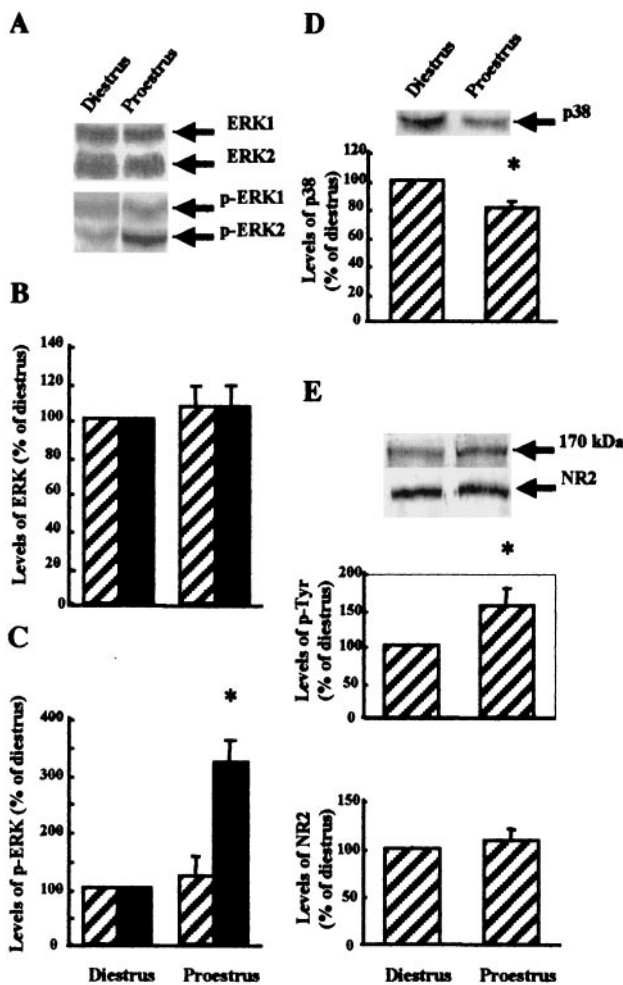 A
Diestrus
Proestrus
ERK1
ERK2
p-ERK1
p-ERK2
B
Levels of ERK (% of diestrus)
140
120
100
80
60
40
20
0
C
Levels of p-ERK (% of diestrus)
400
300
200
100
0
*
Diestrus
Proestrus
D
Diestrus
Proestrus
p38
Levels of p38
(% of diestrus)
120
100
80
60
40
20
0
*
E
170 kDa
NR2
Levels of p-Tyr
(% of diestrus)
200
150
100
50
0
*
Levels of NR2
(% of diestrus)
150
100
50
0
Diestrus
Proestrus